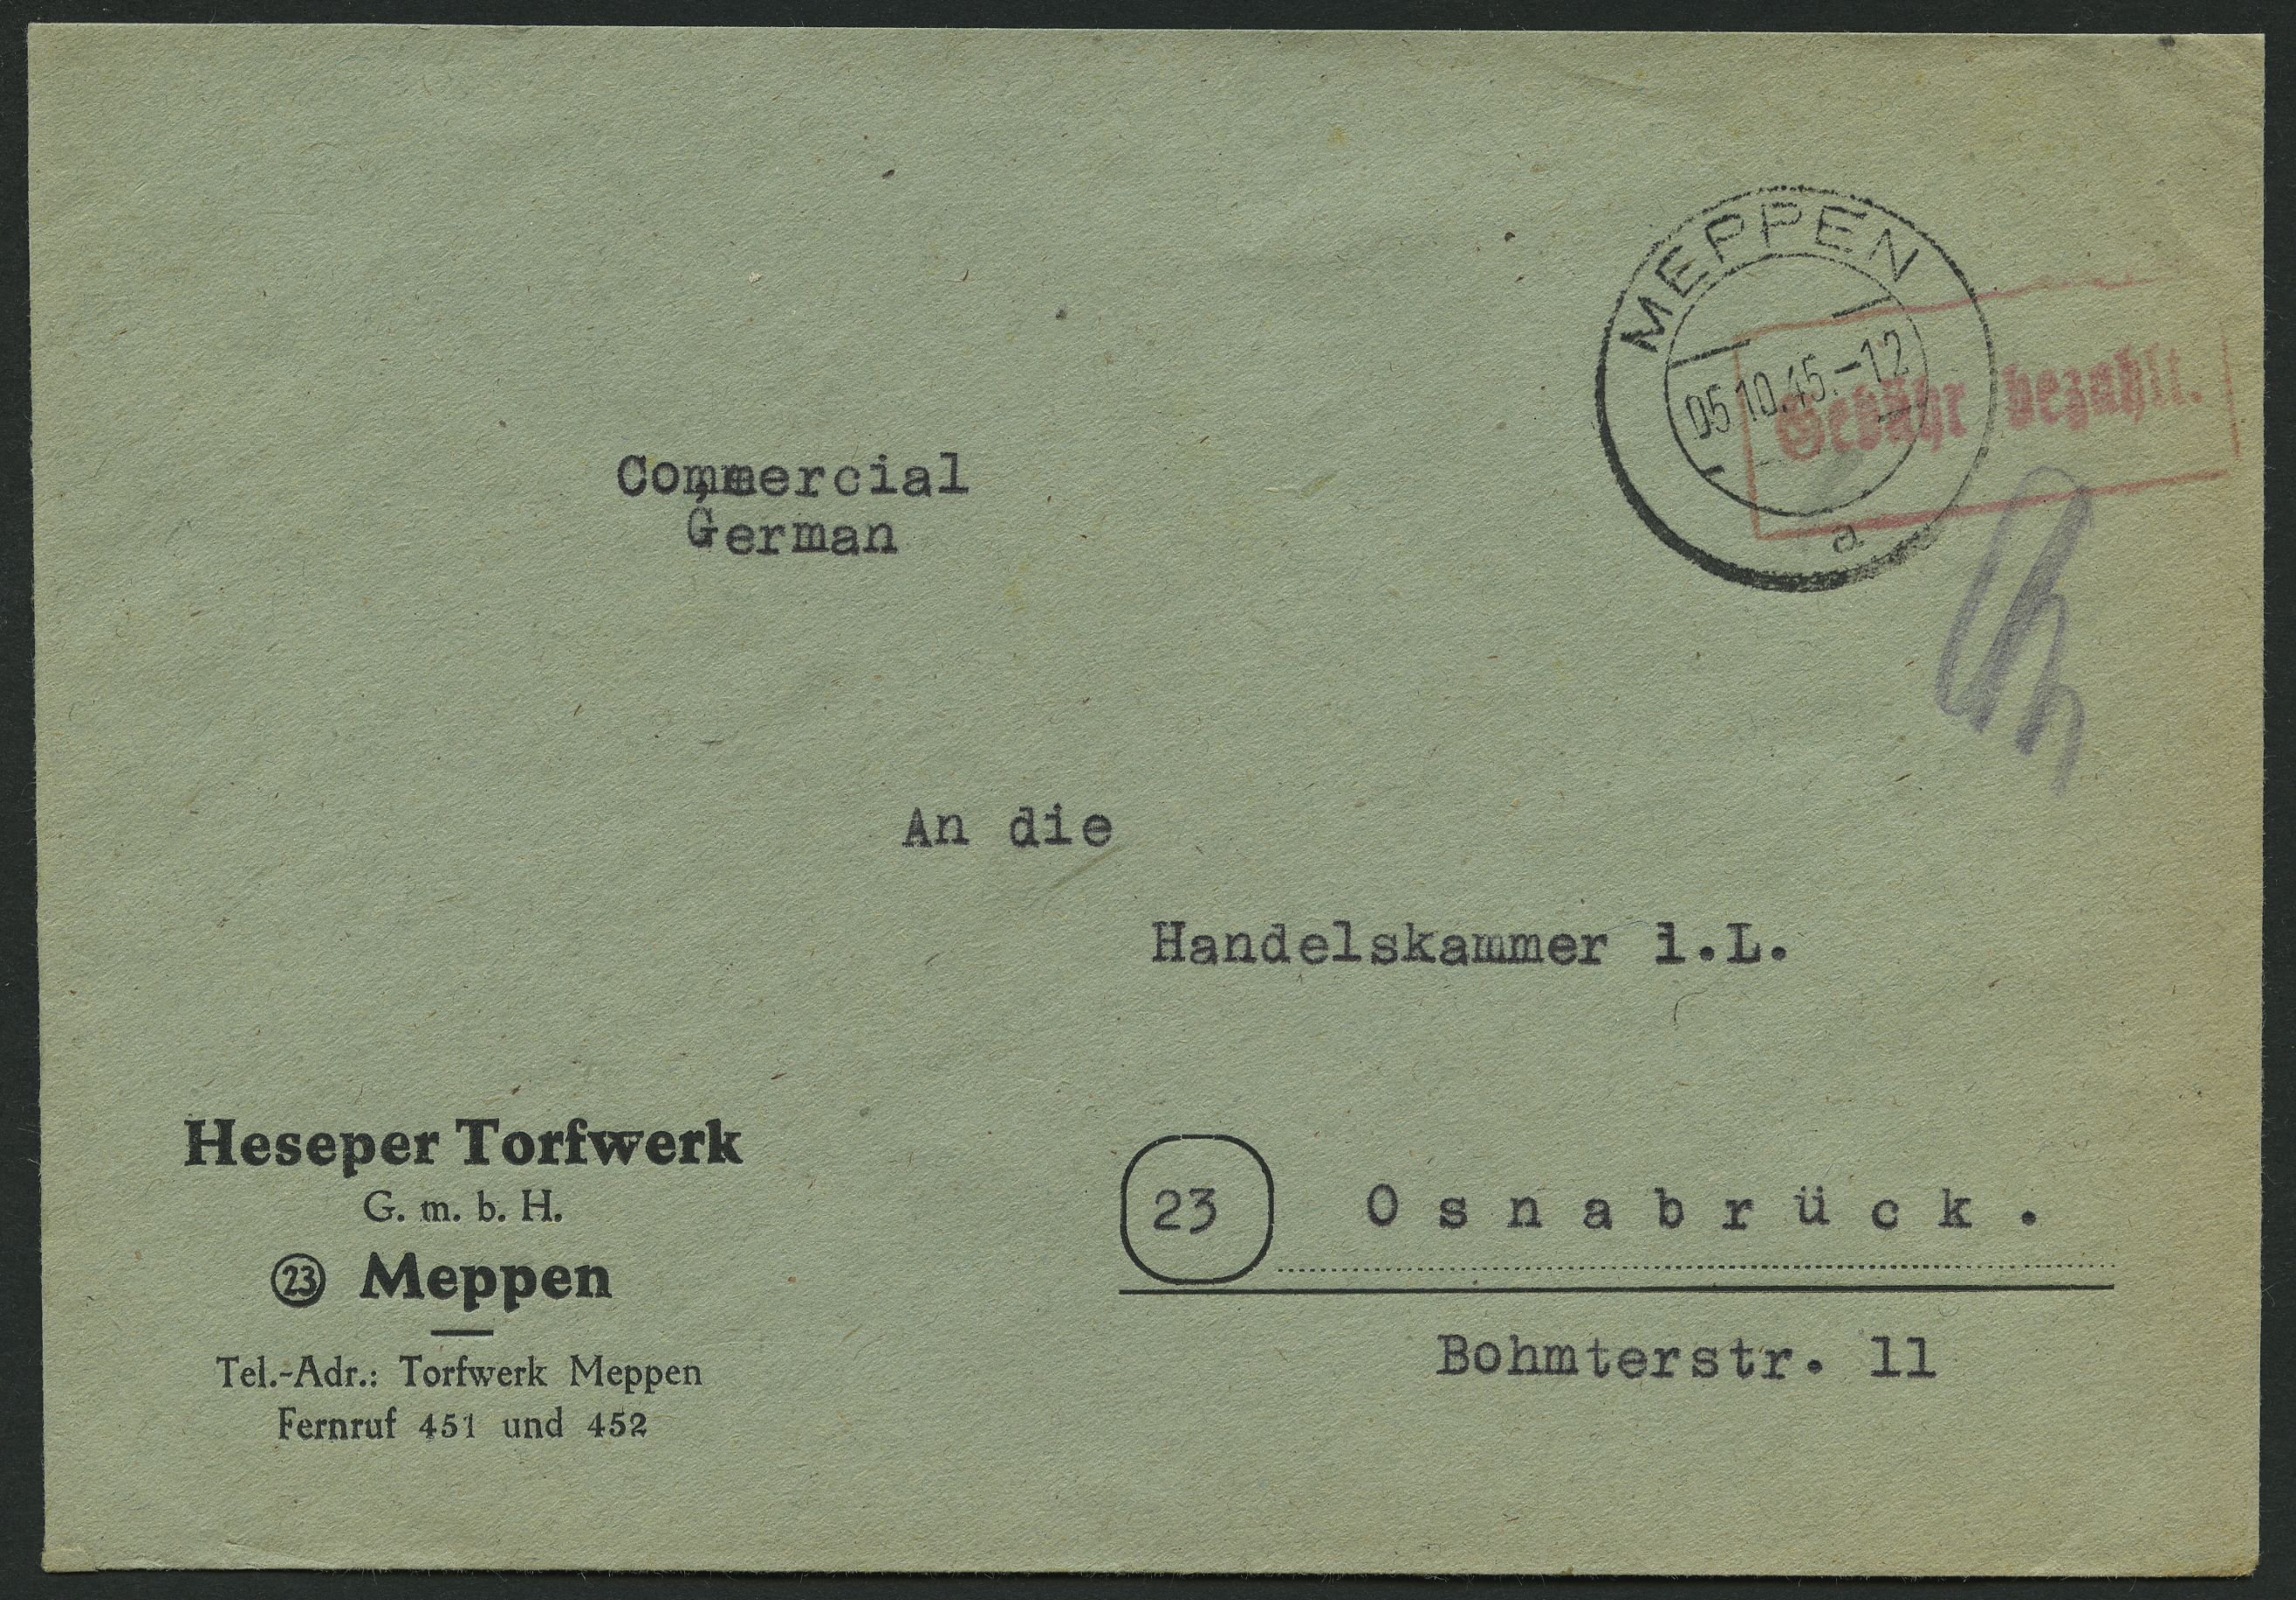 MEPPEN
05.10.45.-12
a
Gebühr bezahlt.
Commercial
German
An die
Handelskammer i.L.
23 Osnabrück.
Bohmterstr. 11
Heseper Torfwerk
G. m. b. H.
23 Meppen
Tel.-Adr.: Torfwerk Meppen
Fernruf 451 und 452